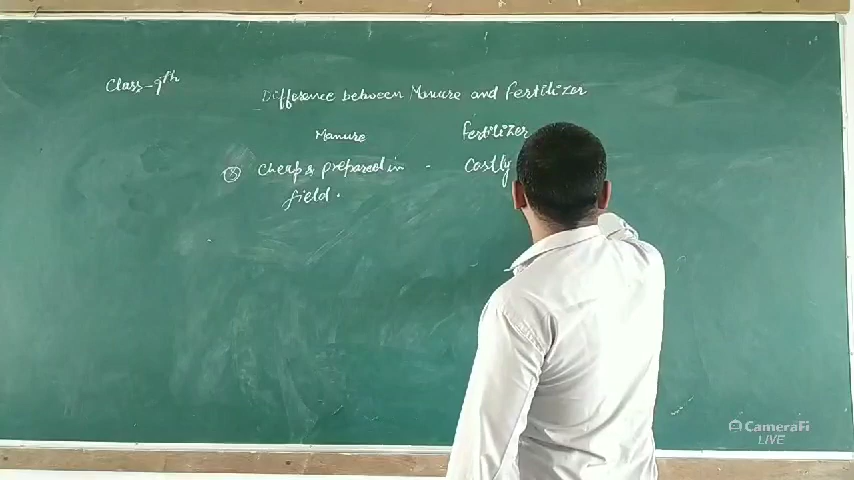 Class-9th
Difference between Manure and Fertilizer
Manure Fertilizer
Cheap & prepared in - Costly
field.
CameraFi
LIVE